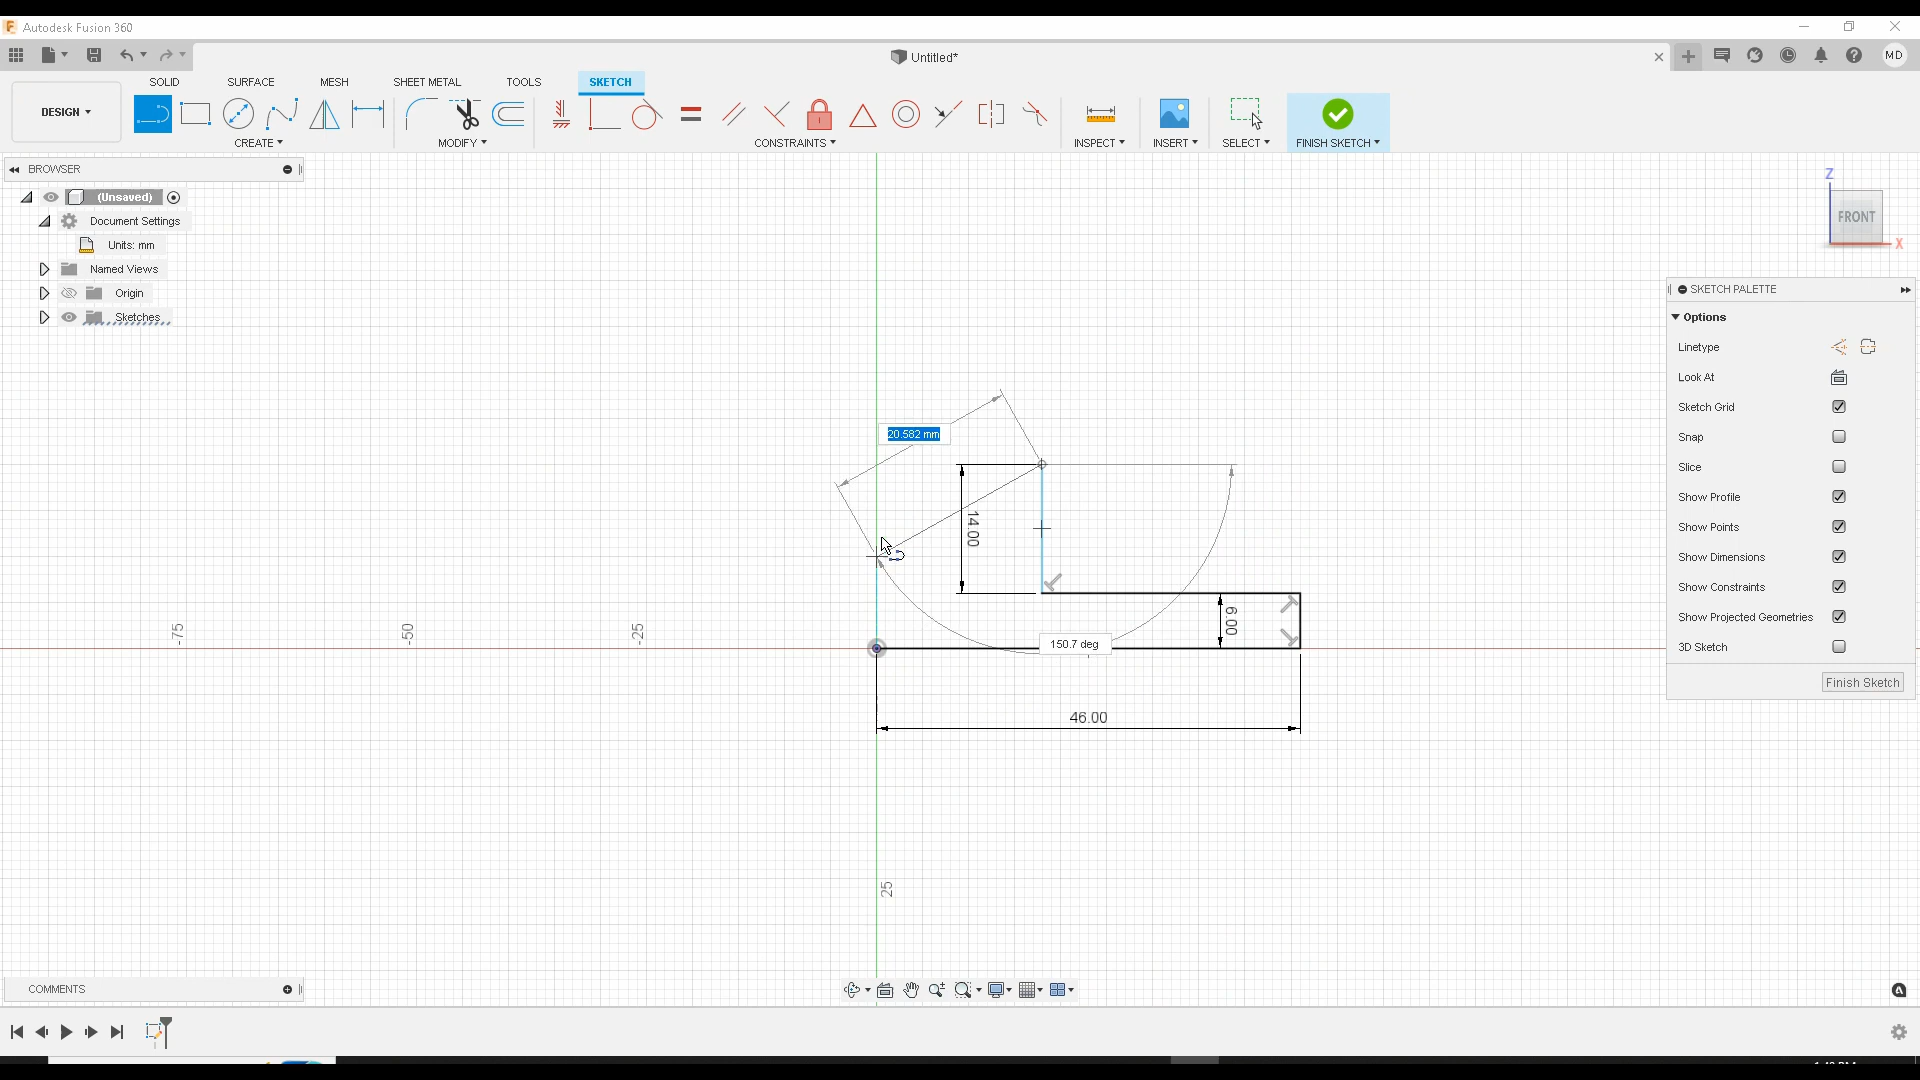 Autodesk Fusion 360
Untitled*
MD
DESIGN
SOLID
SURFACE
MESH
SHEET METAL
TOOLS
SKETCH
CREATE
MODIFY
CONSTRAINTS
INSPECT
INSERT
SELECT
FINISH SKETCH
BROWSER
(Unsaved)
Document Settings
Units: mm
Named Views
Origin
Sketches
Z
FRONT
X
SKETCH PALETTE
Options
Linetype
Look At
Sketch Grid
Snap
Slice
Show Profile
Show Points
Show Dimensions
Show Constraints
Show Projected Geometries
3D Sketch
Finish Sketch
20.582 mm
14.00
6.00
150.7 deg
46.00
-75
-50
-25
25
COMMENTS